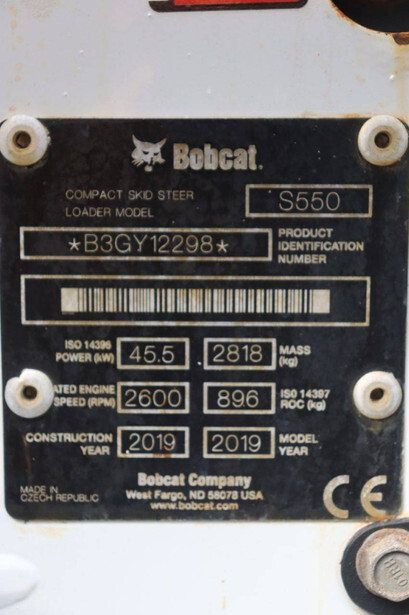 Bobcat.
COMPACT SKID STEER
LOADER MODEL
S550
*B3GY12298*
PRODUCT
IDENTIFICATION
NUMBER
ISO 14396
POWER (kW)
45.5
2818
MASS
(kg)
ATED ENGINE
SPEED (RPM)
2600
896
ISO 14397
ROC (kg)
CONSTRUCTION
YEAR
2019
2019
MODEL
YEAR
MADE IN
CZECH REPUBLIC
Bobcat Company
West Fargo, ND 58078 USA
www.bobcat.com
CE